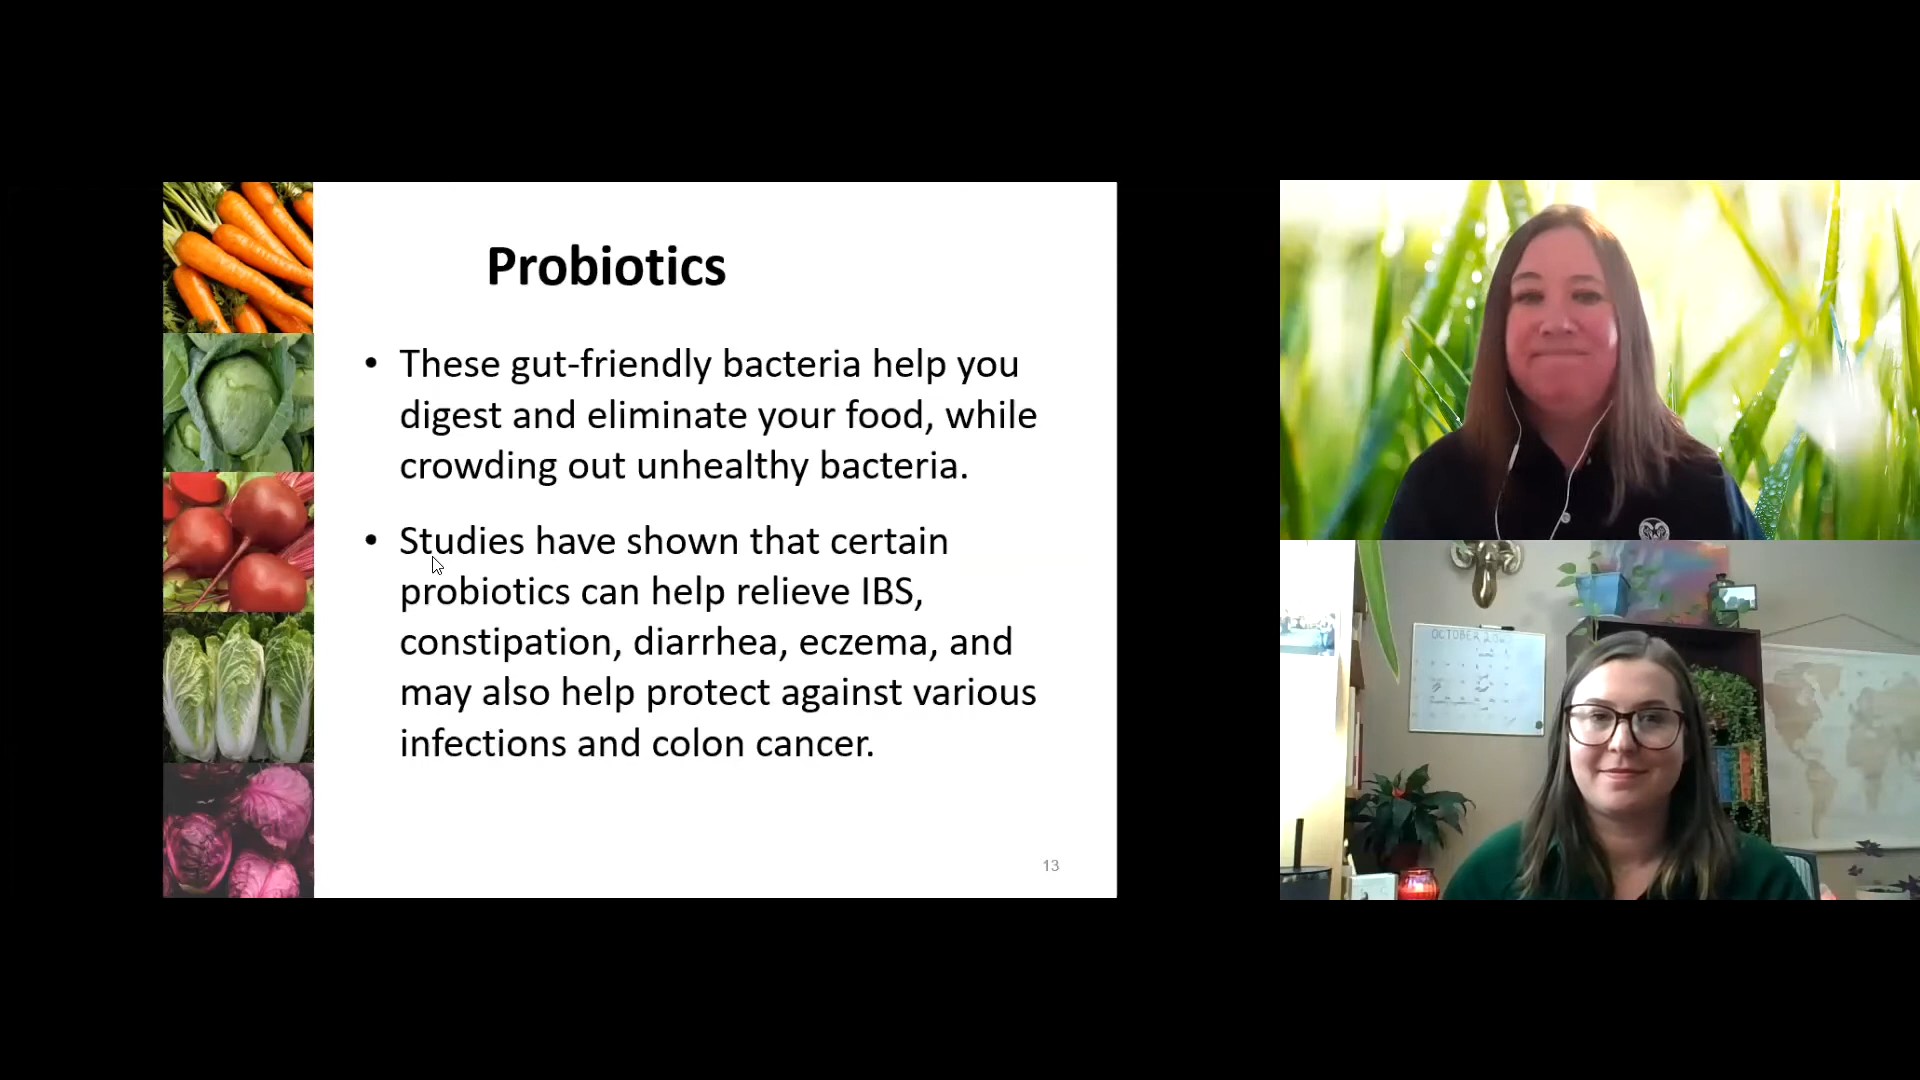 Probiotics
• These gut-friendly bacteria help you
digest and eliminate your food, while
crowding out unhealthy bacteria.
• Studies have shown that certain
probiotics can help relieve IBS,
constipation, diarrhea, eczema, and
may also help protect against various
infections and colon cancer.
13
OCTOBER